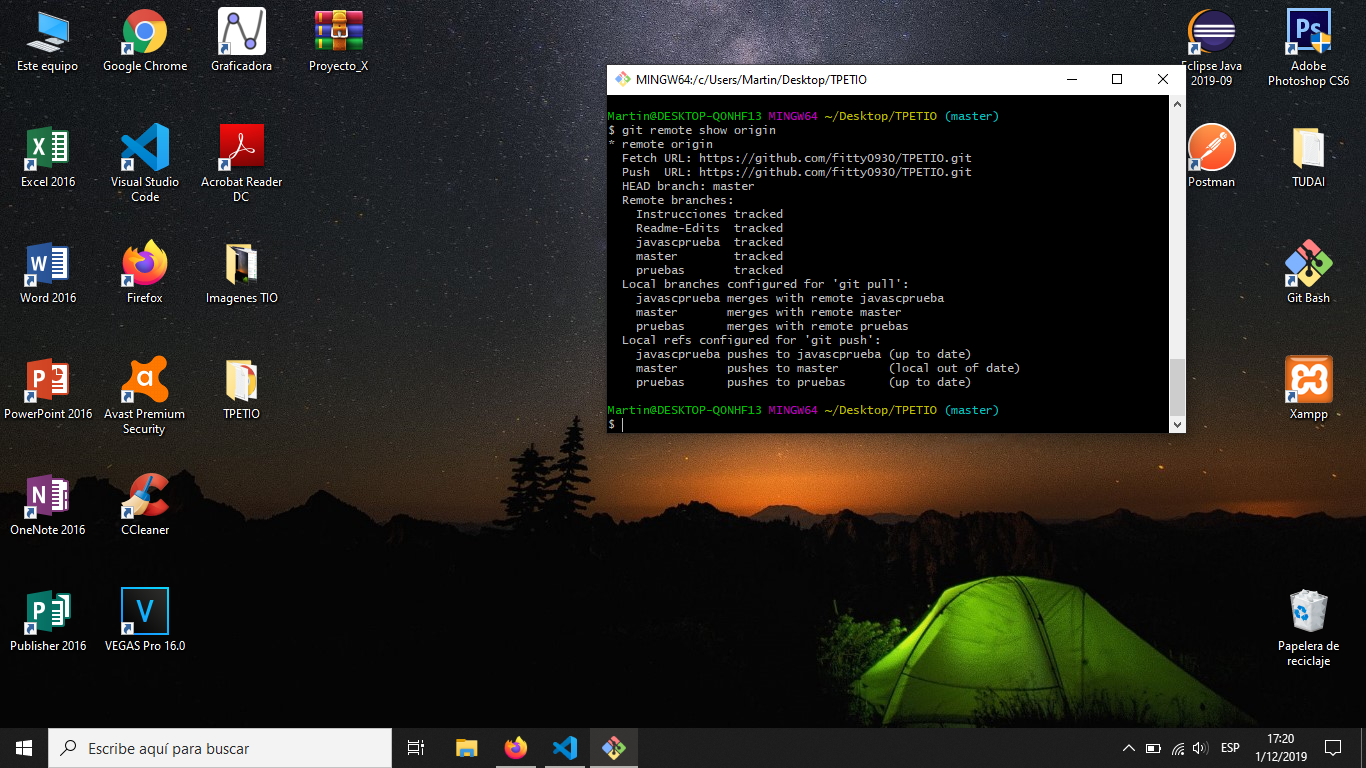 Este equipo
Google Chrome
Graficadora
Proyecto_X
Eclipse Java
2019-09
Ps
Adobe
Photoshop CS6
Excel 2016
Visual Studio
Code
Acrobat Reader
DC
Postman
TUDAI
Word 2016
Firefox
Imagenes TIO
Git Bash
PowerPoint 2016
Avast Premium
Security
TPETIO
Xampp
OneNote 2016
CCleaner
Publisher 2016
V
VEGAS Pro 16.0
Papelera de
reciclaje
MINGW64:/c/Users/Martin/Desktop/TPETIO
Martin@DESKTOP-QONHF13 MINGW64 ~/Desktop/TPETIO (master)
$ git remote show origin
* remote origin
  Fetch URL: https://github.com/fitty0930/TPETIO.git
  Push  URL: https://github.com/fitty0930/TPETIO.git
  HEAD branch: master
  Remote branches:
    Instrucciones tracked
    Readme-Edits  tracked
    javascprueba  tracked
    master        tracked
    pruebas       tracked
  Local branches configured for 'git pull':
    javascprueba merges with remote javascprueba
    master       merges with remote master
    pruebas      merges with remote pruebas
  Local refs configured for 'git push':
    javascprueba pushes to javascprueba (up to date)
    master       pushes to master       (local out of date)
    pruebas      pushes to pruebas      (up to date)
Martin@DESKTOP-QONHF13 MINGW64 ~/Desktop/TPETIO (master)
$
Escribe aquí para buscar
ESP
17:20
1/12/2019